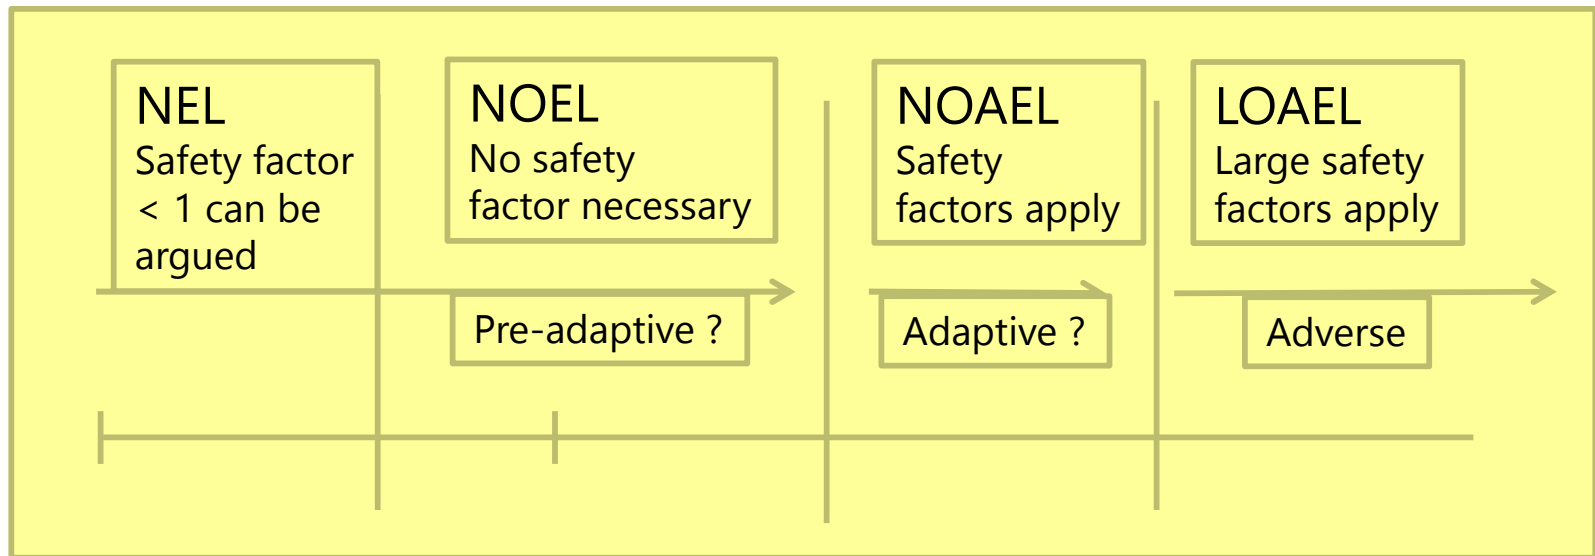 NEL
Safety factor
< 1 can be
argued
NOEL
No safety
factor necessary
NOAEL
Safety
factors apply
LOAEL
Large safety
factors apply
Pre-adaptive ?
Adaptive ?
Adverse